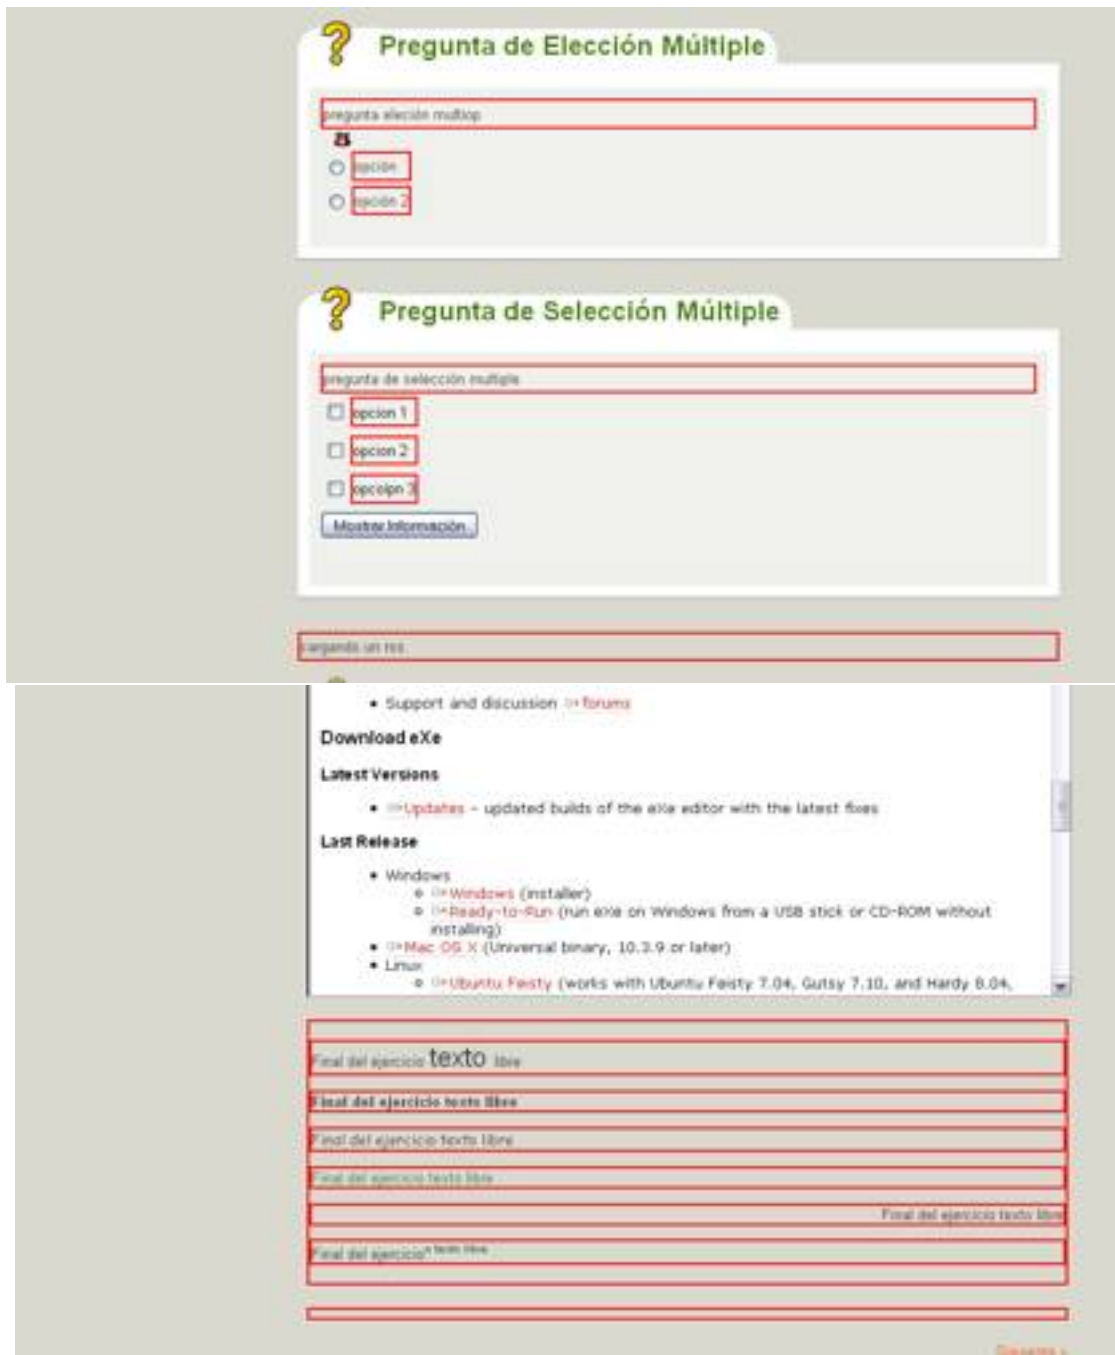 Pregunta de Elección Múltiple
pregunta eleción multiop
opción
opción 2
Pregunta de Selección Múltiple
pregunta de selección multiple
opcion 1
opcion 2
opcoipn 3
Mostrar Información
cargando un rss
Support and discussion forums
Download eXe
Latest Versions
Updates – updated builds of the eXe editor with the latest fixes
Last Release
Windows
Windows (installer)
Ready-to-Run (run eXe on Windows from a USB stick or CD-ROM without
installing)
Mac OS X (Universal binary, 10.3.9 or later)
Linux
Ubuntu Feisty (works with Ubuntu Feisty 7.04, Gutsy 7.10, and Hardy 8.04,
Final del ejercicio texto libre
Final del ejercicio texto libre
Final del ejercicio texto libre
Final del ejercicio texto libre
Final del ejercicio texto libre
Final del ejercicio texto libre
Siguiente »